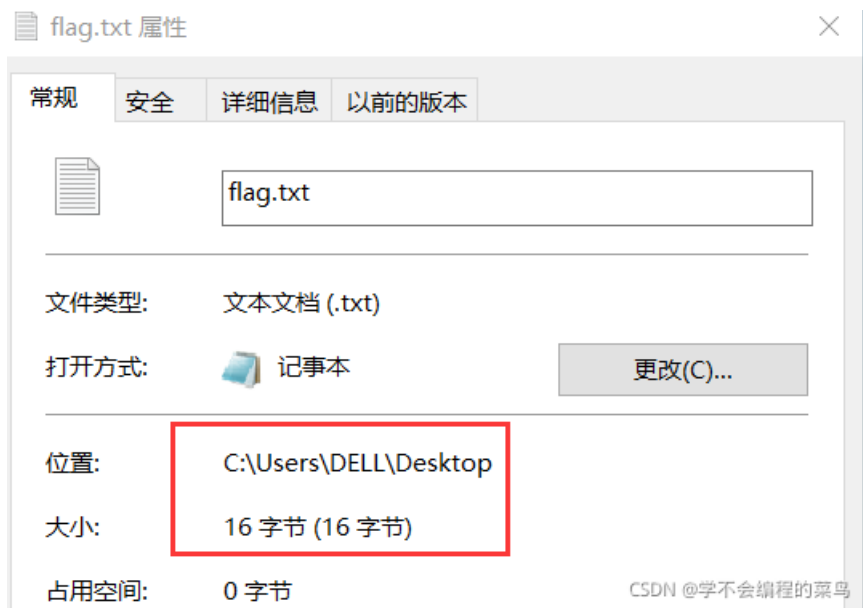 flag.txt 属性
常规 安全 详细信息 以前的版本
flag.txt
文件类型: 文本文档 (.txt)
打开方式: 记事本 更改(C)...
位置: C:\Users\DELL\Desktop
大小: 16 字节 (16 字节)
占用空间: 0 字节
CSDN @学不会编程的菜鸟